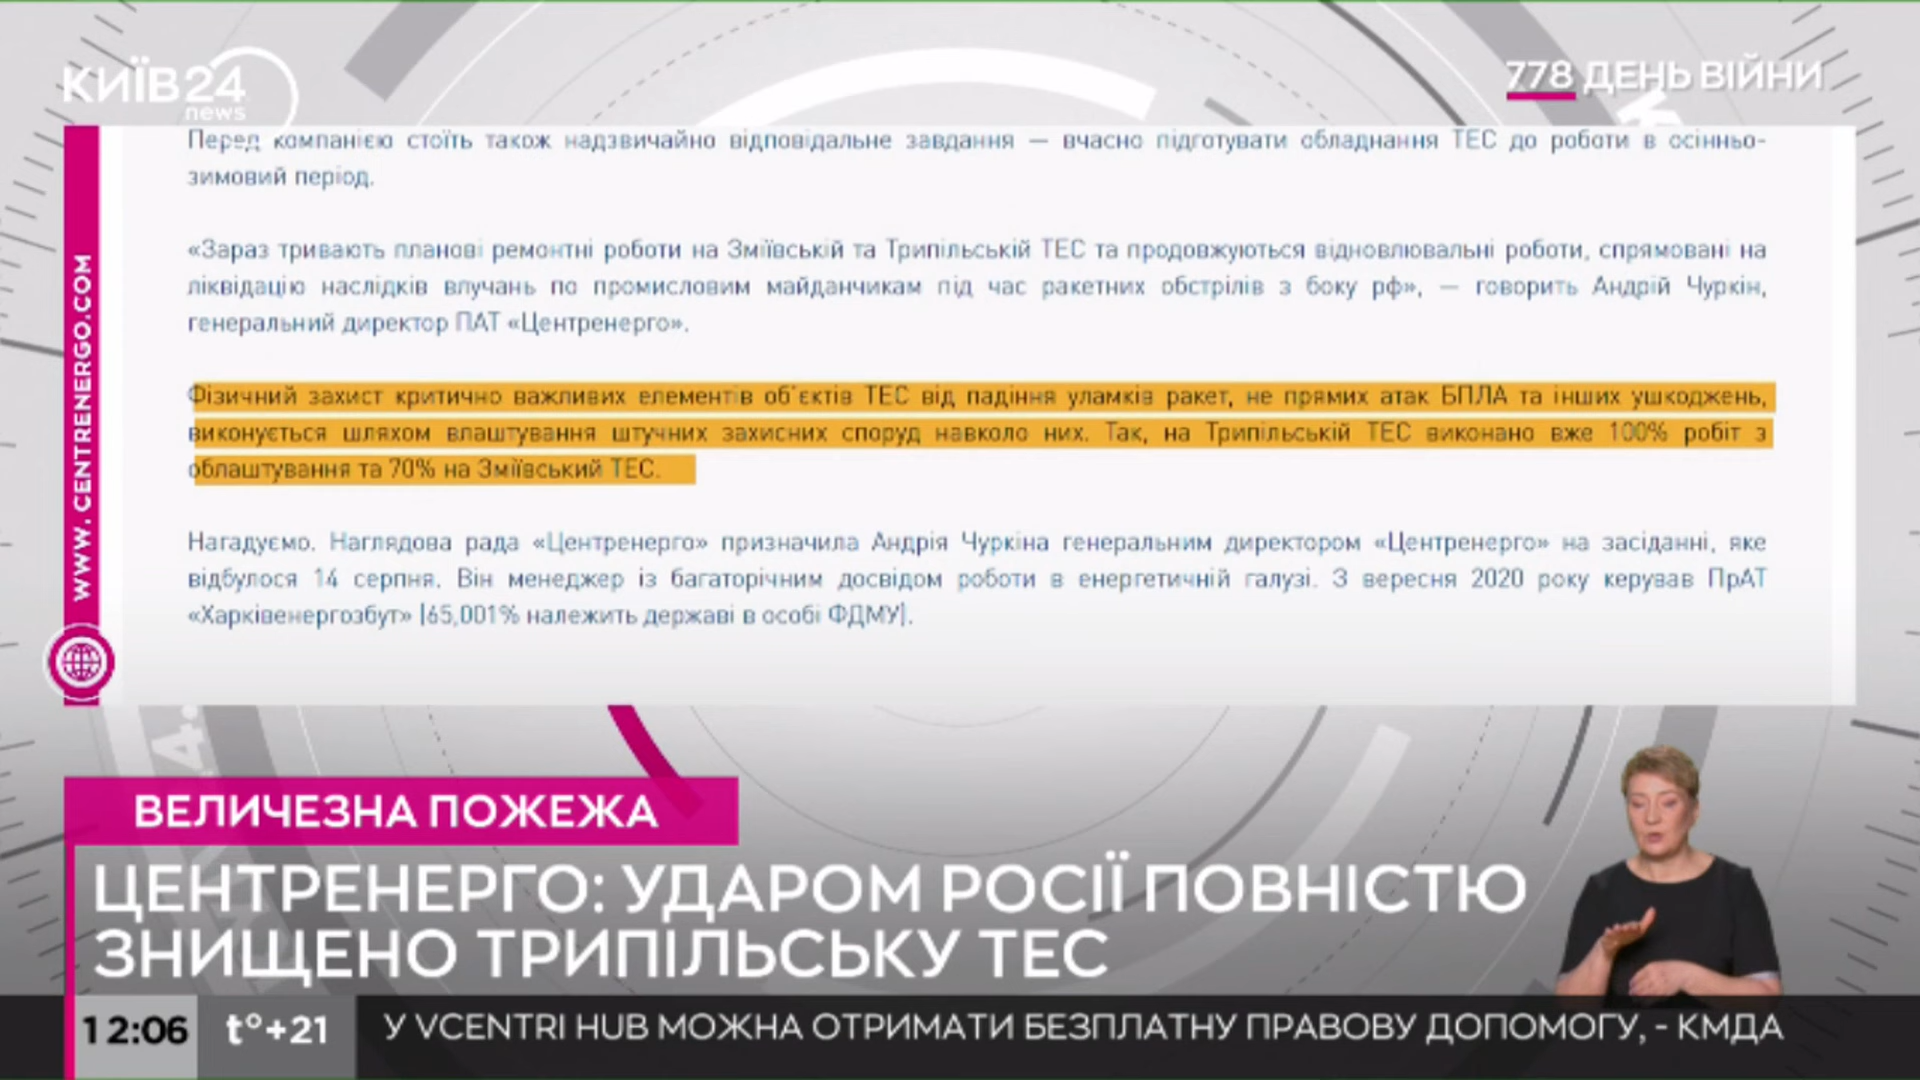 КИЇВ24
news
778 ДЕНЬ ВІЙНИ
Перед компанією стоїть також надзвичайно відповідальне завдання — вчасно підготувати обладнання ТЕС до роботи в осінньо-
зимовий період.
«Зараз тривають планові ремонтні роботи на Зміївській та Трипільській ТЕС та продовжуються відновлювальні роботи, спрямовані на
ліквідацію наслідків влучань по промисловим майданчикам під час ракетних обстрілів з боку рф», — говорить Андрій Чуркін,
генеральний директор ПАТ «Центренерго».
Фізичний захист критично важливих елементів об'єктів ТЕС від падіння уламків ракет, не прямих атак БПЛА та інших ушкоджень,
виконується шляхом влаштування штучних захисних споруд навколо них. Так, на Трипільській ТЕС виконано вже 100% робіт з
облаштування та 70% на Зміївський ТЕС.
Нагадуємо. Наглядова рада «Центренерго» призначила Андрія Чуркіна генеральним директором «Центренерго» на засіданні, яке
відбулося 14 серпня. Він менеджер із багаторічним досвідом роботи в енергетичній галузі. З вересня 2020 року керував ПрАТ
«Харківенергозбут» (65,001% належить державі в особі ФДМУ).
WWW.CENTRENERGO.COM
ВЕЛИЧЕЗНА ПОЖЕЖА
ЦЕНТРЕНЕРГО: УДАРОМ РОСІЇ ПОВНІСТЮ
ЗНИЩЕНО ТРИПІЛЬСЬКУ ТЕС
12:06
t°+21
У VCENTRI HUB МОЖНА ОТРИМАТИ БЕЗПЛАТНУ ПРАВОВУ ДОПОМОГУ, - КМДА